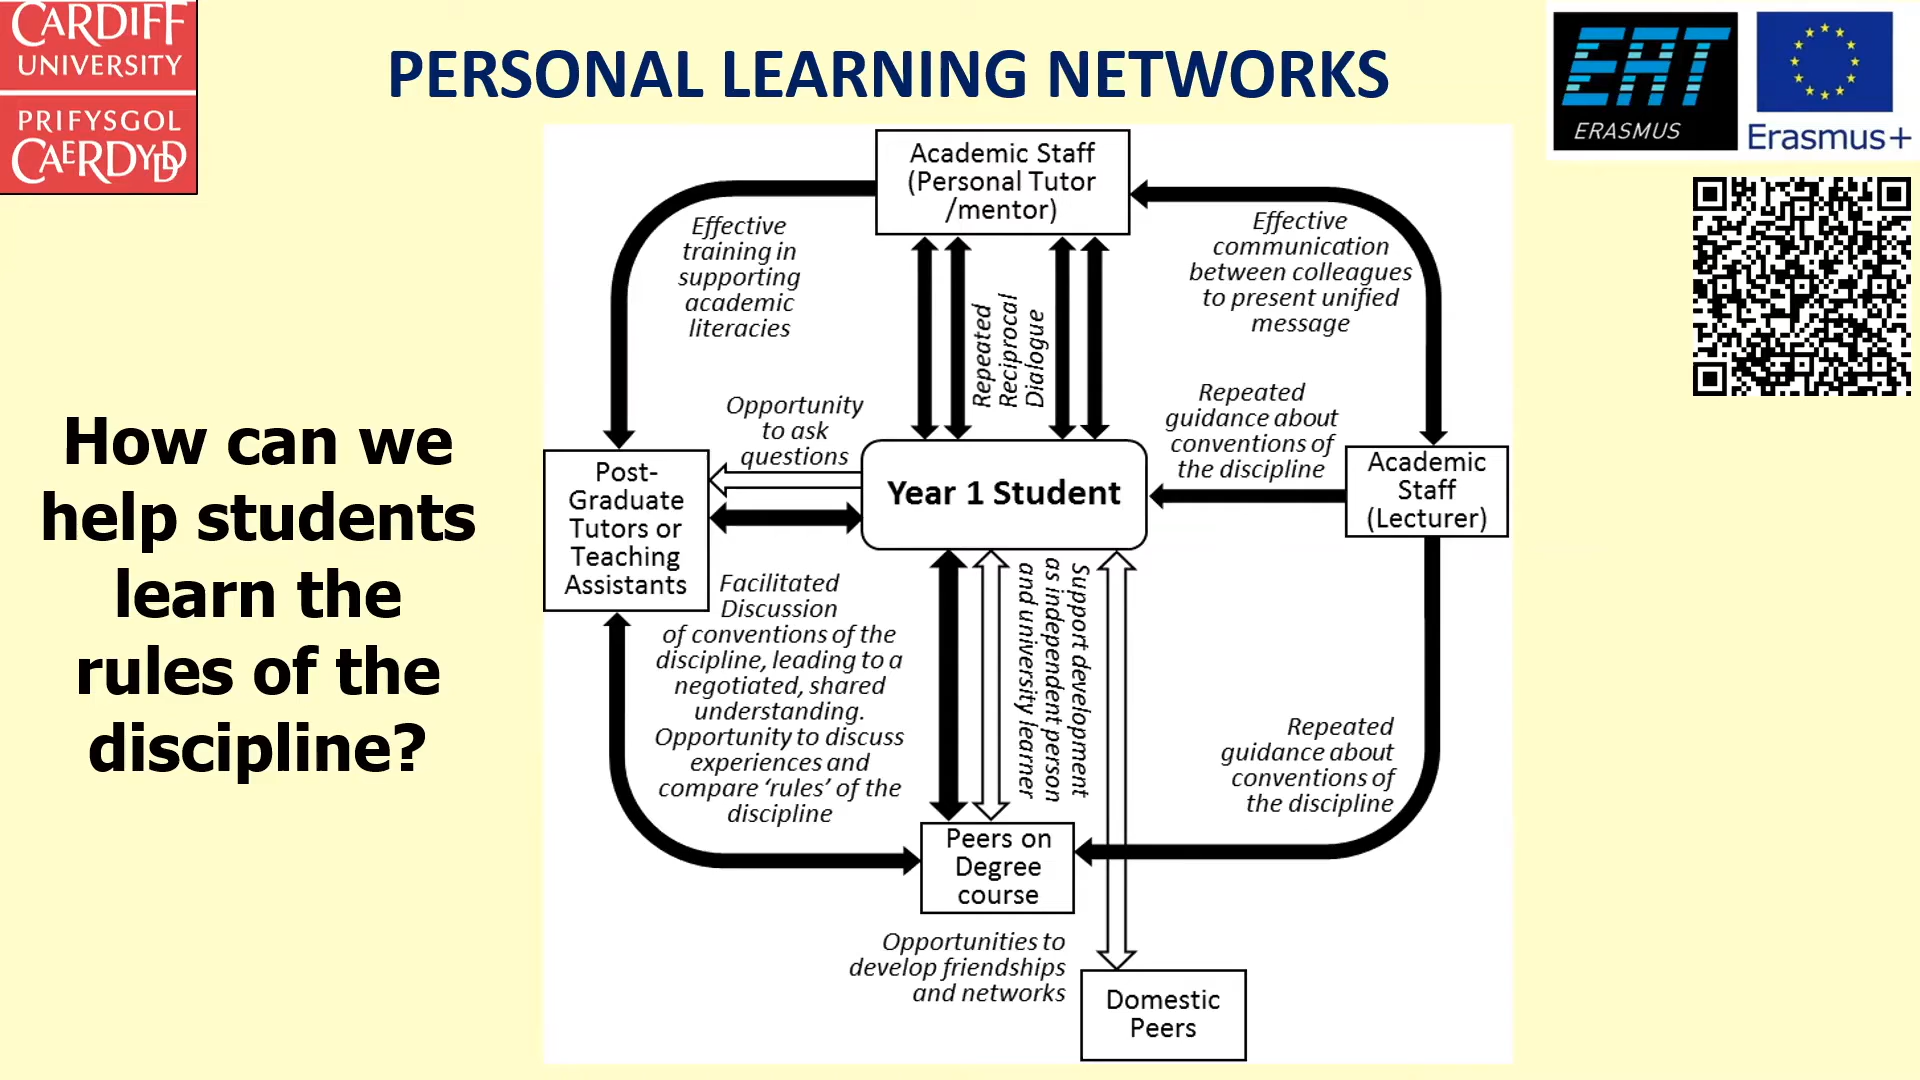 CARDIFF
UNIVERSITY
PRIFYSGOL
CAERDYDD
PERSONAL LEARNING NETWORKS
EAT
ERASMUS
Erasmus+
How can we
help students
learn the
rules of the
discipline?
Academic Staff
(Personal Tutor
/mentor)
Effective
training in
supporting
academic
literacies
Effective
communication
between colleagues
to present unified
message
Repeated
Reciprocal
Dialogue
Opportunity
to ask
questions
Repeated
guidance about
conventions of
the discipline
Post-
Graduate
Tutors or
Teaching
Assistants
Year 1 Student
Academic
Staff
(Lecturer)
Facilitated
Discussion
of conventions of the
discipline, leading to a
negotiated, shared
understanding.
Opportunity to discuss
experiences and
compare ‘rules’ of the
discipline
Support development
as independent person
and university learner
Repeated
guidance about
conventions of
the discipline
Peers on
Degree
course
Opportunities to
develop friendships
and networks
Domestic
Peers